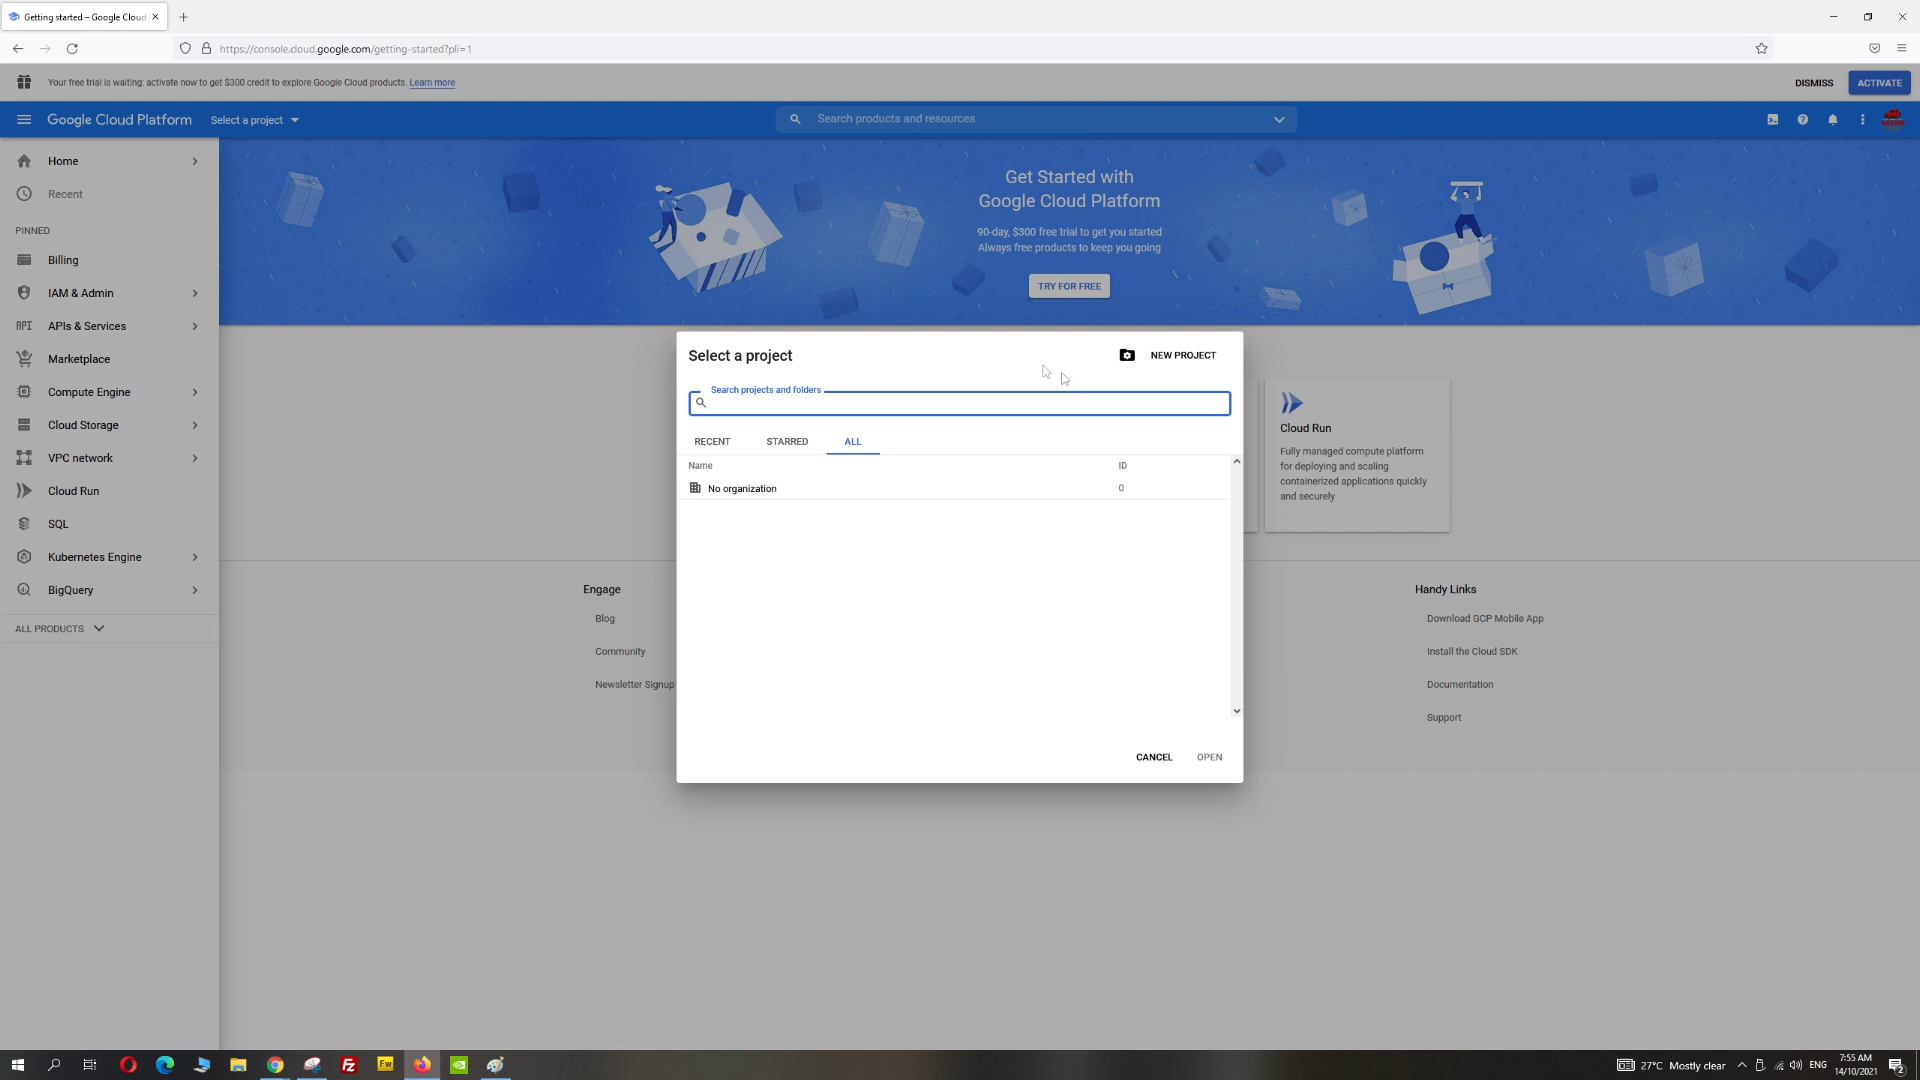 Getting started – Google Cloud
https://console.cloud.google.com/getting-started?pli=1
Your free trial is waiting: activate now to get $300 credit to explore Google Cloud products. Learn more
DISMISS
ACTIVATE
Google Cloud Platform
Select a project
Search products and resources
Home
Recent
PINNED
Billing
IAM & Admin
API
APIs & Services
Marketplace
Compute Engine
Cloud Storage
VPC network
Cloud Run
SQL
Kubernetes Engine
BigQuery
ALL PRODUCTS
Get Started with
Google Cloud Platform
90-day, $300 free trial to get you started
Always free products to keep you going
TRY FOR FREE
Select a project
NEW PROJECT
Search projects and folders
RECENT
STARRED
ALL
Name
ID
No organization
0
CANCEL
OPEN
Cloud Run
Fully managed compute platform
for deploying and scaling
containerized applications quickly
and securely
Engage
Blog
Community
Newsletter Signup
Handy Links
Download GCP Mobile App
Install the Cloud SDK
Documentation
Support
Fz
Fw
27°C Mostly clear
ENG
7:55 AM
14/10/2021
2